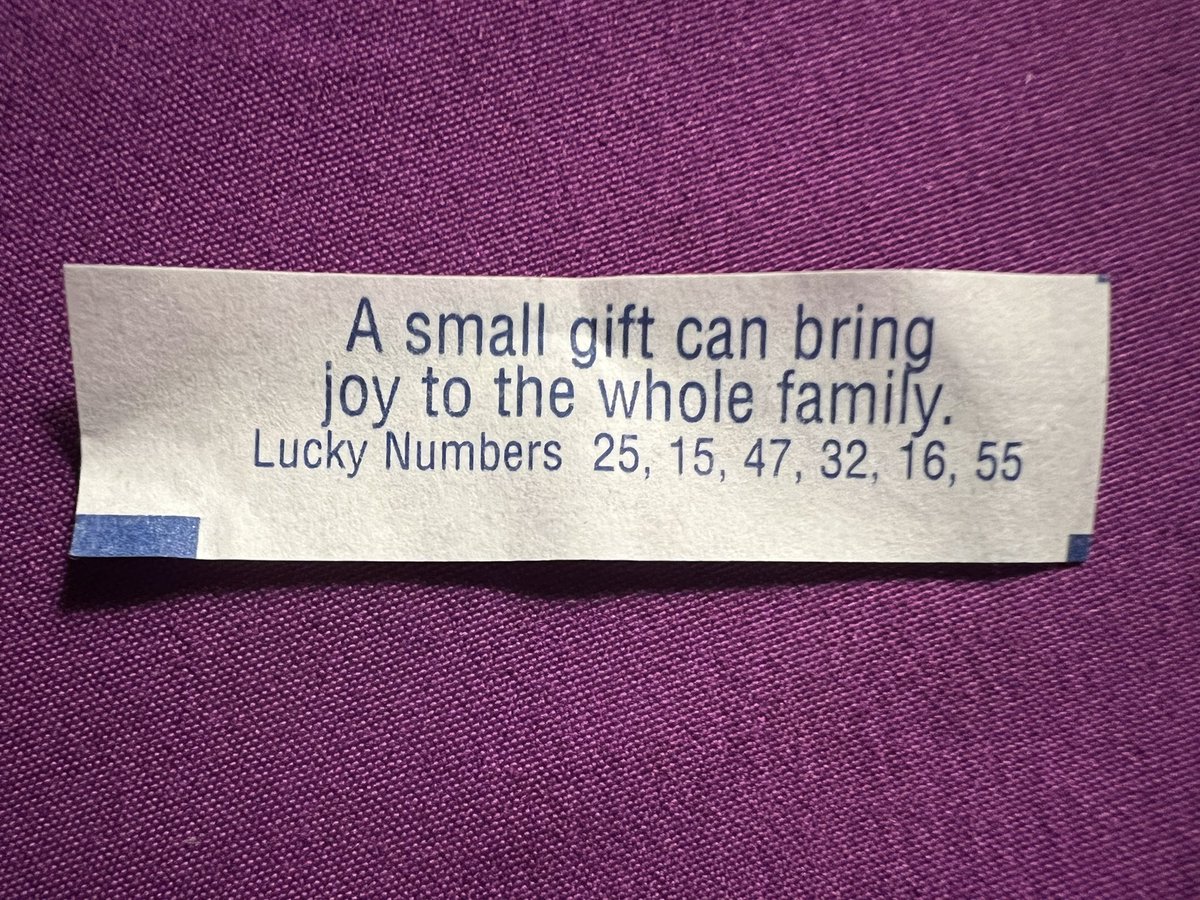 A small gift can bring
joy to the whole family.
Lucky Numbers 25, 15, 47, 32, 16, 55